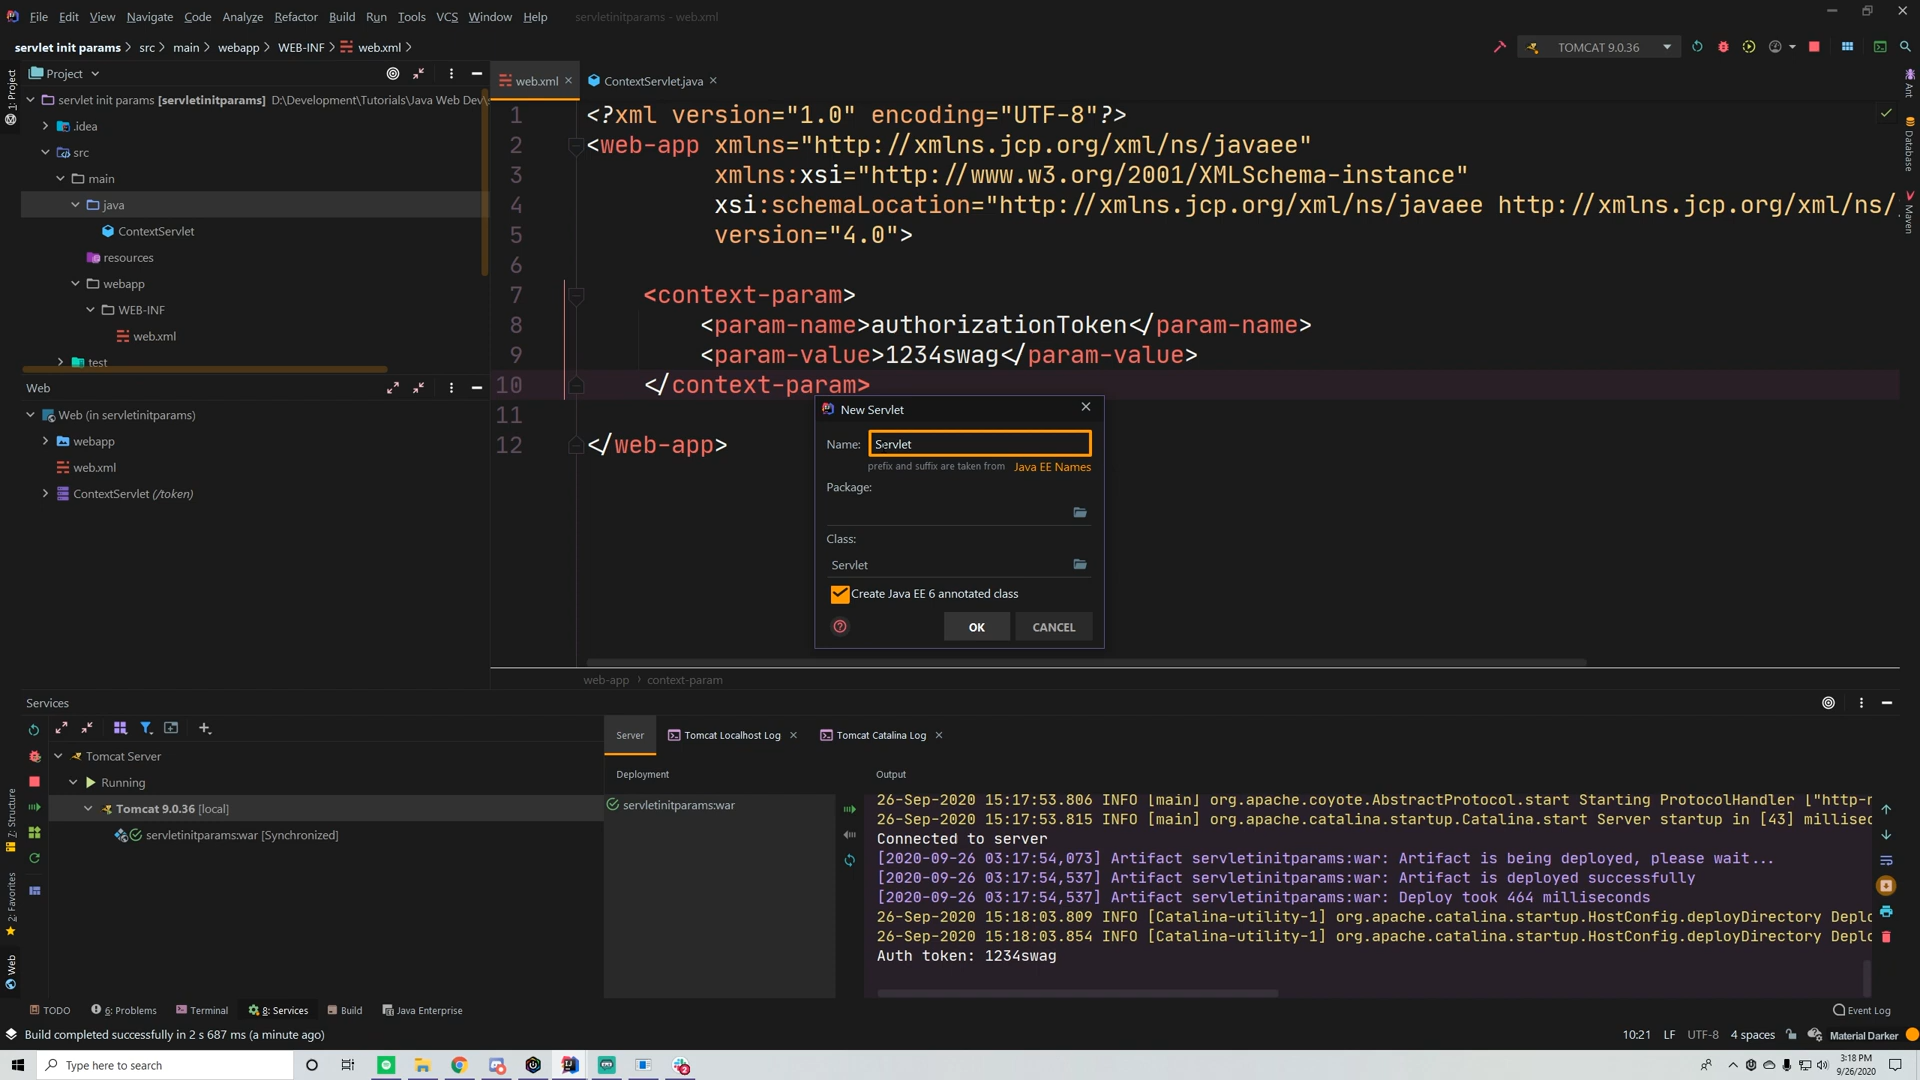 File Edit View Navigate Code Analyze Refactor Build Run Tools VCS Window Help servletinitparams - web.xml
servlet init params > src > main > webapp > WEB-INF > web.xml >
TOMCAT 9.0.36
1: Project
Project
servlet init params [servletinitparams] D:\Development\Tutorials\Java Web Dev\
.idea
src
main
java
ContextServlet
resources
webapp
WEB-INF
web.xml
test
Web
Web (in servletinitparams)
webapp
web.xml
ContextServlet (/token)
web.xml
ContextServlet.java
1 <?xml version="1.0" encoding="UTF-8"?>
2 <web-app xmlns="http://xmlns.jcp.org/xml/ns/javaee"
3 xmlns:xsi="http://www.w3.org/2001/XMLSchema-instance"
4 xsi:schemaLocation="http://xmlns.jcp.org/xml/ns/javaee http://xmlns.jcp.org/xml/ns/
5 version="4.0">
6
7 <context-param>
8 <param-name>authorizationToken</param-name>
9 <param-value>1234swag</param-value>
10 </context-param>
11
12 </web-app>
Ant
Database
Maven
New Servlet
Name: Servlet
prefix and suffix are taken from Java EE Names
Package:
Class:
Servlet
Create Java EE 6 annotated class
OK CANCEL
web-app > context-param
Services
Tomcat Server
Running
Tomcat 9.0.36 [local]
servletinitparams:war [Synchronized]
Server
Tomcat Localhost Log
Tomcat Catalina Log
Deployment
servletinitparams:war
Output
26-Sep-2020 15:17:53.806 INFO [main] org.apache.coyote.AbstractProtocol.start Starting ProtocolHandler ["http-n
26-Sep-2020 15:17:53.815 INFO [main] org.apache.catalina.startup.Catalina.start Server startup in [43] millisec
Connected to server
[2020-09-26 03:17:54,073] Artifact servletinitparams:war: Artifact is being deployed, please wait...
[2020-09-26 03:17:54,537] Artifact servletinitparams:war: Artifact is deployed successfully
[2020-09-26 03:17:54,537] Artifact servletinitparams:war: Deploy took 464 milliseconds
26-Sep-2020 15:18:03.809 INFO [Catalina-utility-1] org.apache.catalina.startup.HostConfig.deployDirectory Deplo
26-Sep-2020 15:18:03.854 INFO [Catalina-utility-1] org.apache.catalina.startup.HostConfig.deployDirectory Deplo
Auth token: 1234swag
7: Structure
2: Favorites
Web
TODO 6: Problems Terminal 8: Services Build Java Enterprise
Event Log
Build completed successfully in 2 s 687 ms (a minute ago)
10:21 LF UTF-8 4 spaces Material Darker
Type here to search
3:18 PM
9/26/2020